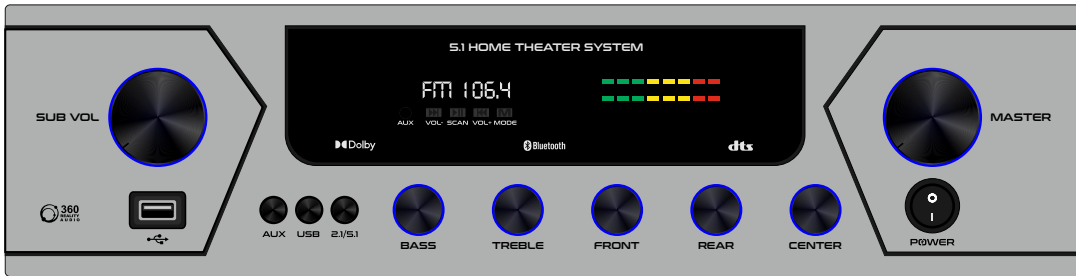 5.1 HOME THEATER SYSTEM
FM 106.4
AUX VOL- SCAN VOL+ MODE
Dolby
Bluetooth
dts
SUB VOL
MASTER
360
REALITY
AUDIO
AUX USB 2.1/5.1
BASS TREBLE FRONT REAR CENTER
POWER